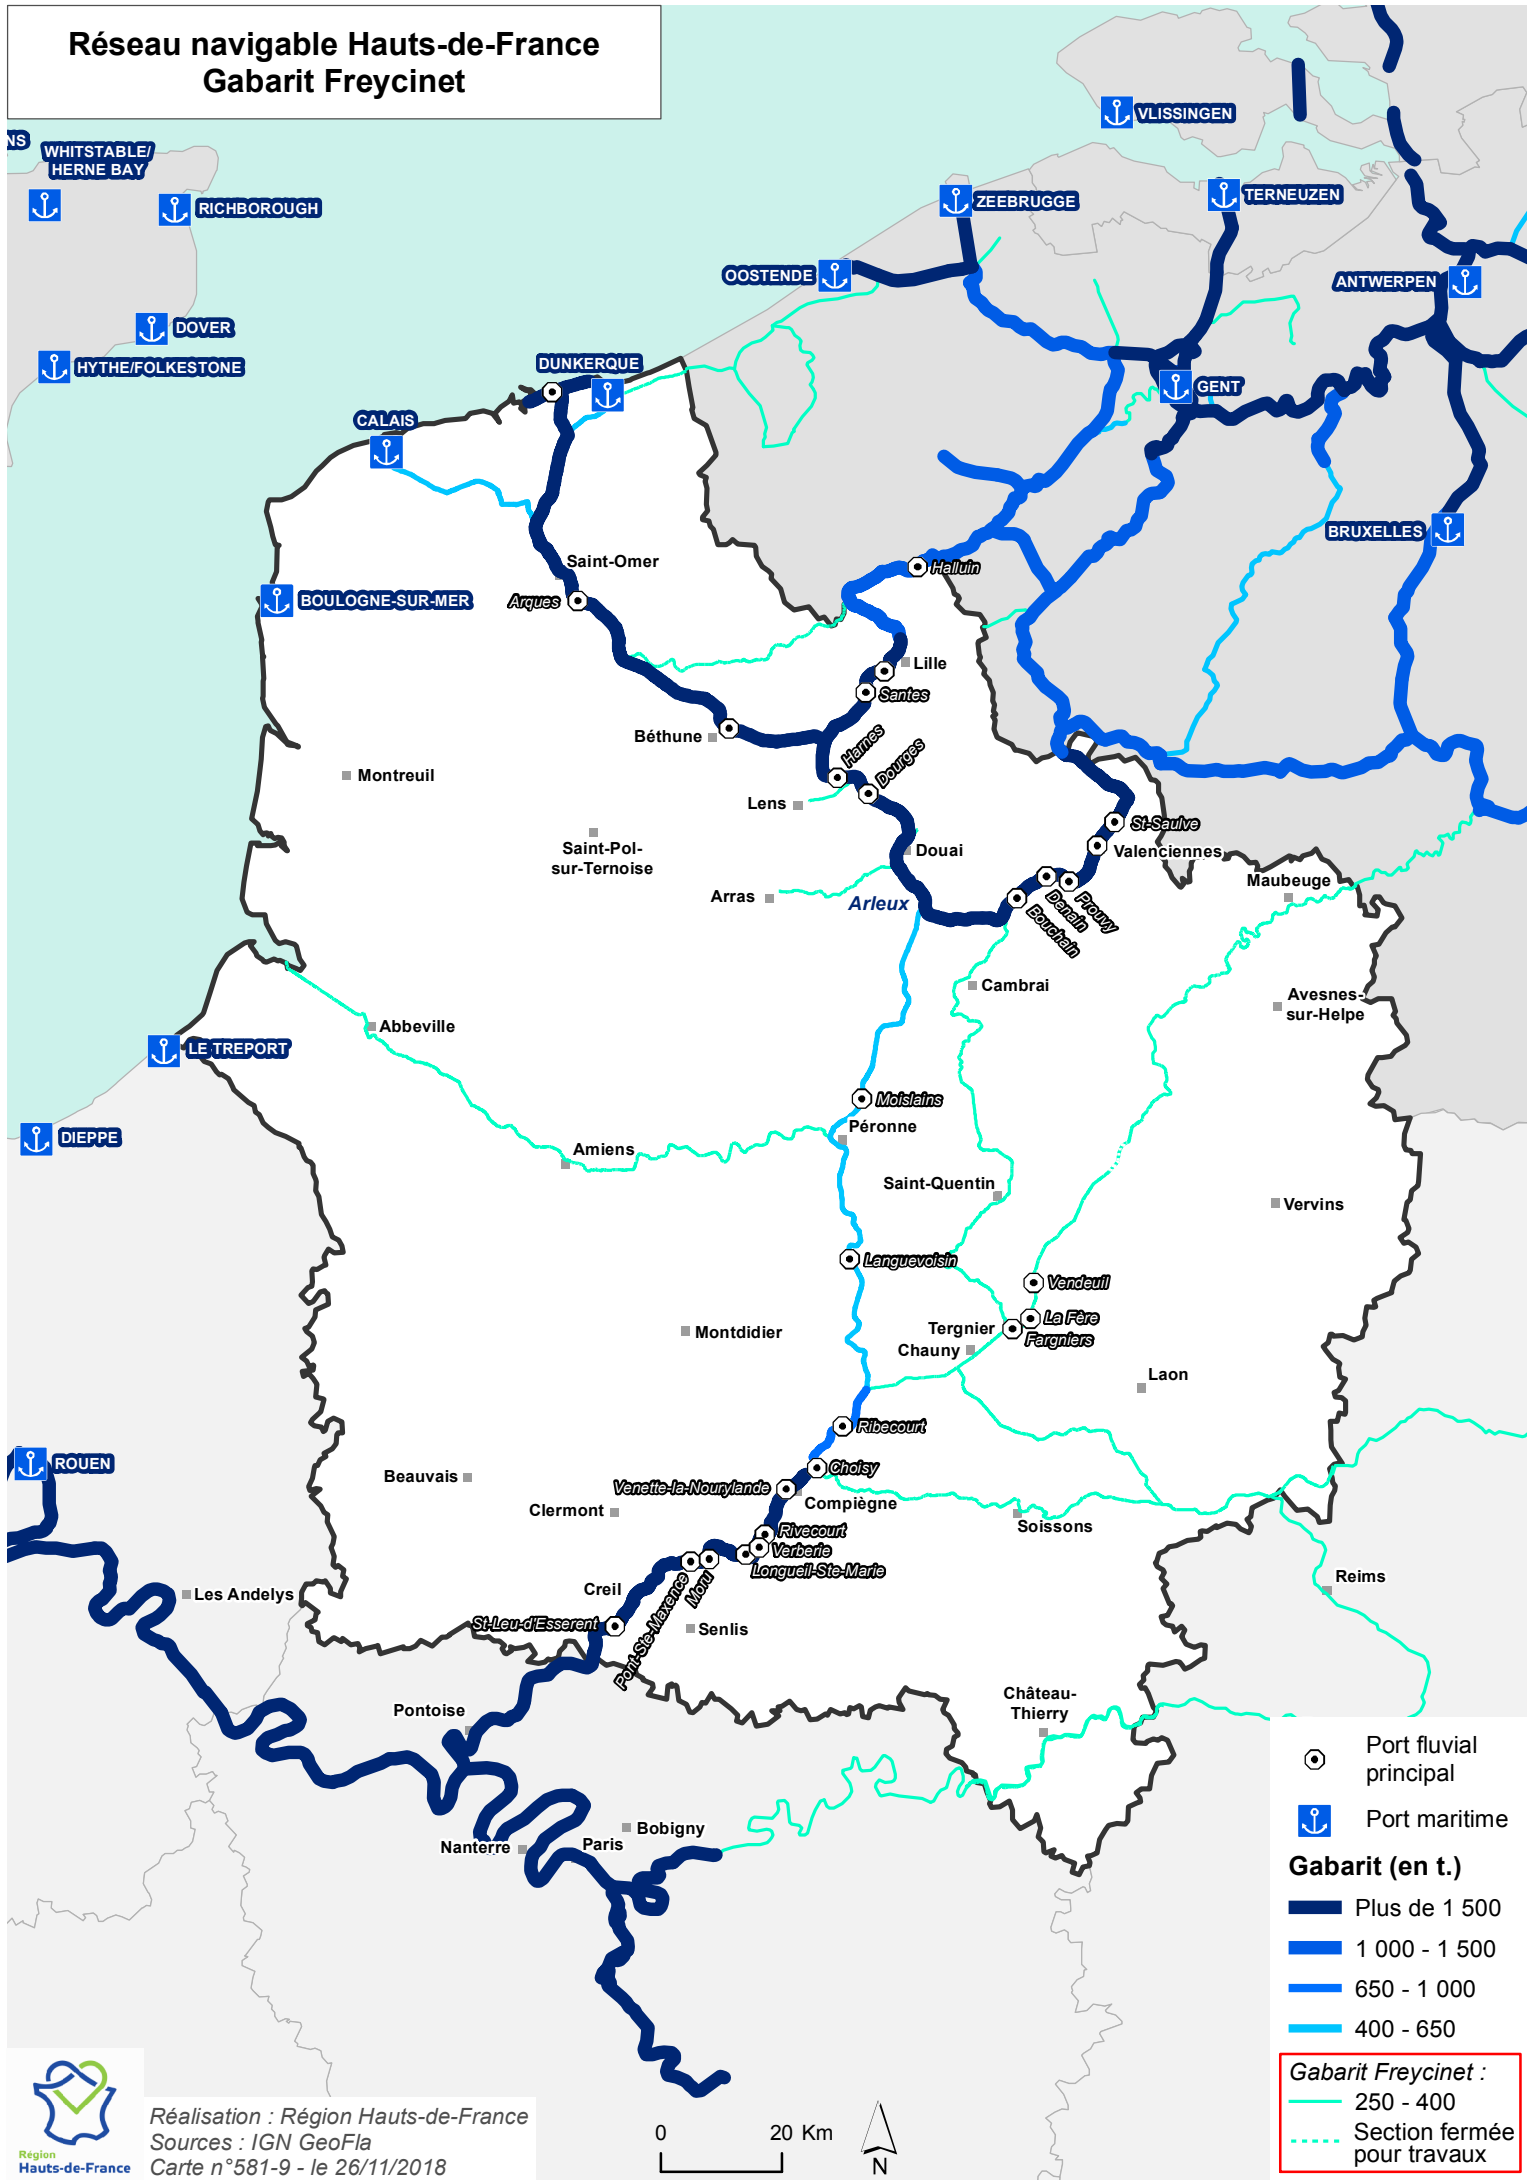 Réseau navigable Hauts-de-France
Gabarit Freycinet
NS
WHITSTABLE/
HERNE BAY
RICHBOROUGH
DOVER
HYTHE/FOLKESTONE
VLISSINGEN
ZEEBRUGGE
TERNEUZEN
OOSTENDE
ANTWERPEN
DUNKERQUE
GENT
CALAIS
BRUXELLES
Saint-Omer
Halluin
BOULOGNE-SUR-MER
Arques
Lille
Santes
Béthune
Harnes
Dourges
Montreuil
Lens
St-Saulve
Saint-Pol-
sur-Ternoise
Douai
Valenciennes
Maubeuge
Arras
Arleux
Bouchain
Denain
Prouvy
Cambrai
Avesnes-
sur-Helpe
Abbeville
LE TREPORT
Moislains
DIEPPE
Péronne
Amiens
Saint-Quentin
Vervins
Languevoisin
Vendeuil
La Fère
Tergnier
Fargniers
Montdidier
Chauny
Laon
Ribecourt
ROUEN
Beauvais
Choisy
Venette-la-Nourylande
Compiègne
Clermont
Soissons
Rivecourt
Verberie
Longueil-Ste-Marie
Les Andelys
Creil
Pont-Ste-Maxence
Moru
Reims
St-Leu-d'Esserent
Senlis
Château-
Thierry
Pontoise
Bobigny
Nanterre
Paris
Port fluvial
principal
Port maritime
Gabarit (en t.)
Plus de 1 500
1 000 - 1 500
650 - 1 000
400 - 650
Gabarit Freycinet :
250 - 400
Section fermée
pour travaux
Région
Hauts-de-France
Réalisation : Région Hauts-de-France
Sources : IGN GeoFla
Carte n°581-9 - le 26/11/2018
0
20 Km
N